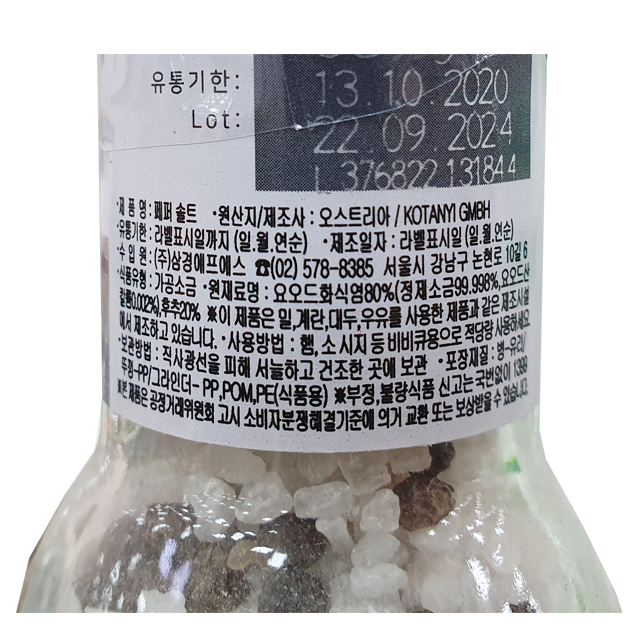 유통기한:
13.10.2020
Lot:
22.09.2024
L 376822 131844
·제 품 명 : 페퍼 솔트 ·원산지/제조사 : 오스트리아 / KOTANYI GMBH
·유통기한 : 라벨표시일까지 (일.월.연순) ·제조일자 : 라벨표시일 (일.월.연순)
·수 입 원 : (주)삼경에프에스 ☎(02) 578-8385 서울시 강남구 논현로 10길 6
·식품유형 : 가공소금 ·원재료명 : 요오드화식염80%(정제소금99.998%,요오드산
칼륨0.002%),후추20% ※이 제품은 밀,계란,대두,우유를 사용한 제품과 같은 제조시설
에서 제조하고 있습니다. ·사용방법 : 햄, 소시지 등 비비큐용으로 적당량 사용하세요
·보관방법 : 직사광선을 피해 서늘하고 건조한 곳에 보관 ·포장재질 : 병-유리/
뚜껑-PP/그라인더- PP,POM,PE(식품용) ※부정,불량식품 신고는 국번없이 1399
※본 제품은 공정거래위원회 고시 소비자분쟁해결기준에 의거 교환 또는 보상받을 수 있습니다.